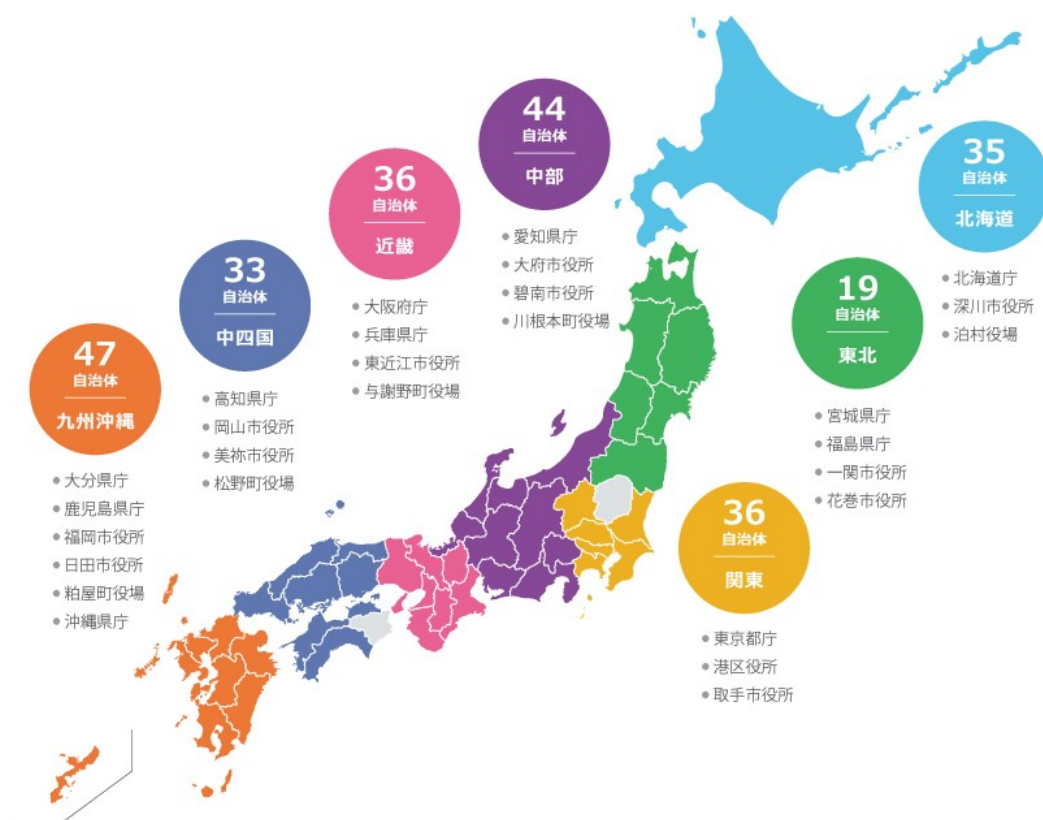 44
自治体
中部
● 愛知県庁
● 大府市役所
● 碧南市役所
● 川根本町役場
35
自治体
北海道
● 北海道庁
● 深川市役所
● 泊村役場
36
自治体
近畿
● 大阪府庁
● 兵庫県庁
● 東近江市役所
● 与謝野町役場
33
自治体
中四国
● 高知県庁
● 岡山市役所
● 美祢市役所
● 松野町役場
19
自治体
東北
● 宮城県庁
● 福島県庁
● 一関市役所
● 花巻市役所
47
自治体
九州沖縄
● 大分県庁
● 鹿児島県庁
● 福岡市役所
● 日田市役所
● 粕屋町役場
● 沖縄県庁
36
自治体
関東
● 東京都庁
● 港区役所
● 取手市役所